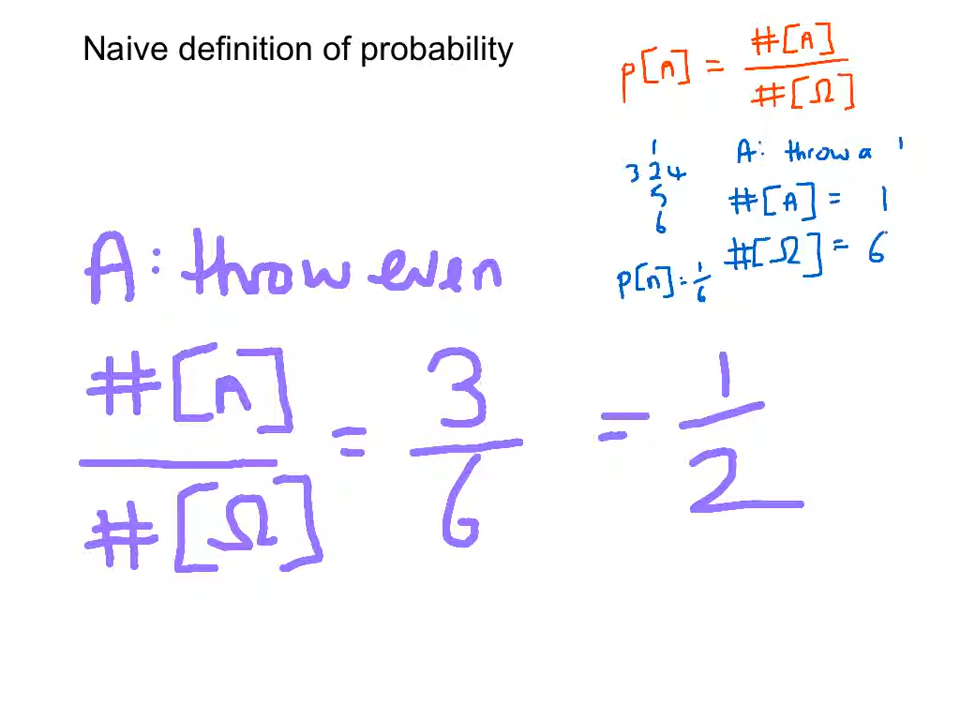 Naive definition of probability
P[A] = #[A] / #[Ω]
1
3 2 4
5
6
A: throw a 1
#[A] = 1
#[Ω] = 6
P[A] = 1/6
A: throw even
#[A] / #[Ω] = 3/6 = 1/2